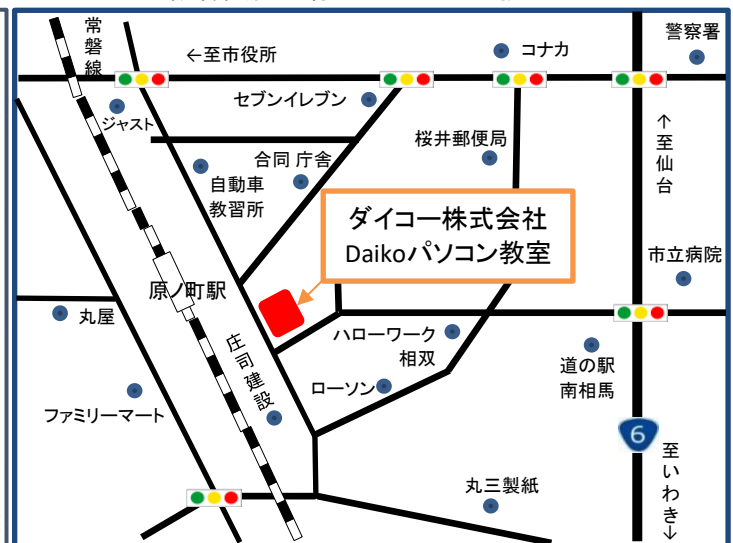 常磐線
←至市役所
コナカ
警察署
セブンイレブン
ジャスト
合同 庁舎
桜井郵便局
↑至仙台
自動車
教習所
ダイコー株式会社
Daikoパソコン教室
市立病院
原ノ町駅
丸屋
庄司建設
ハローワーク
相双
道の駅
南相馬
ローソン
ファミリーマート
6
至いわき↓
丸三製紙